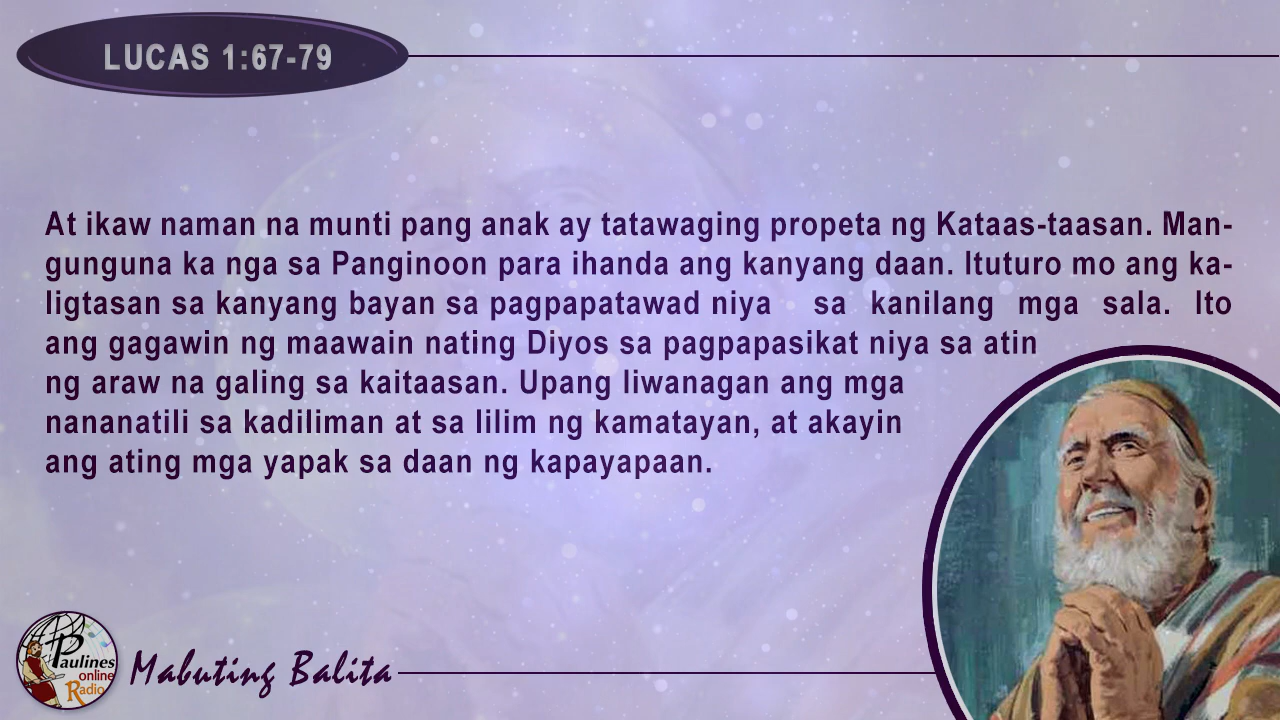 LUCAS 1:67-79
At ikaw naman na munti pang anak ay tatawaging propeta ng Kataas-taasan. Man-
gunguna ka nga sa Panginoon para ihanda ang kanyang daan. Ituturo mo ang ka-
ligtasan sa kanyang bayan sa pagpapatawad niya sa kanilang mga sala. Ito
ang gagawin ng maawain nating Diyos sa pagpapasikat niya sa atin
ng araw na galing sa kaitaasan. Upang liwanagan ang mga
nananatili sa kadiliman at sa lilim ng kamatayan, at akayin
ang ating mga yapak sa daan ng kapayapaan.
Paulines
online
Radio
Mabuting Balita